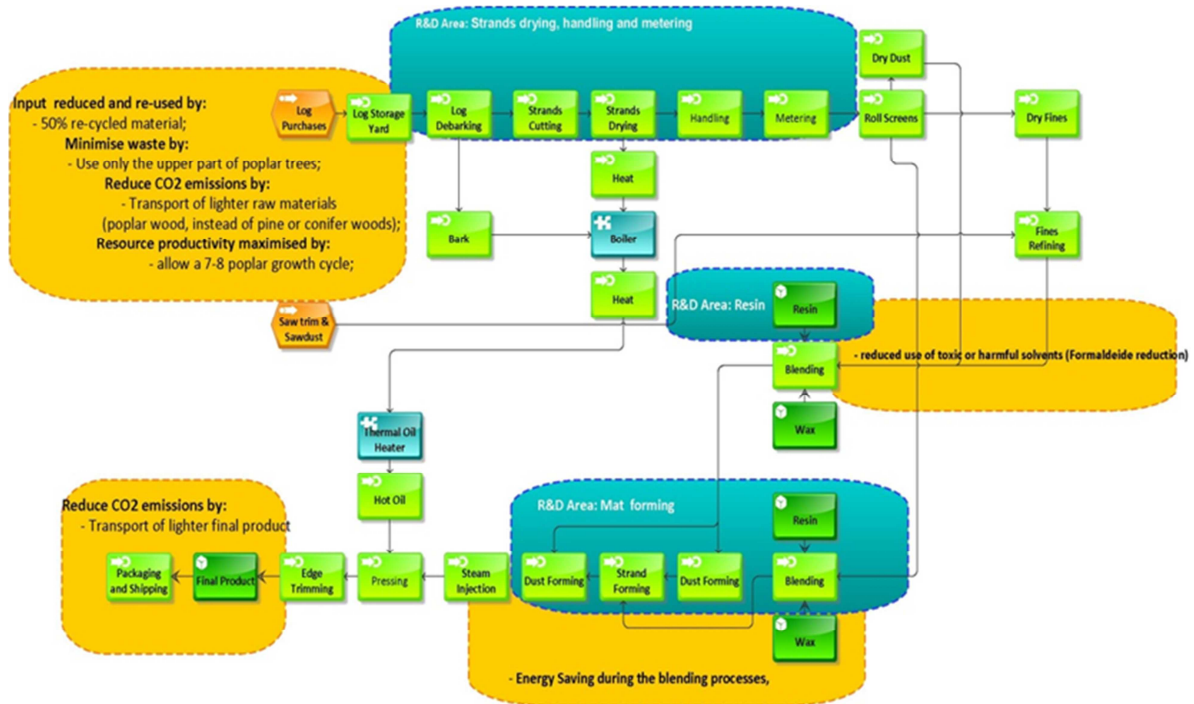 R&D Area: Strands drying, handling and metering
Dry Dust
Input reduced and re-used by:
- 50% re-cycled material;
Minimise waste by:
- Use only the upper part of poplar trees;
Reduce CO2 emissions by:
- Transport of lighter raw materials
(poplar wood, instead of pine or conifer woods);
Resource productivity maximised by:
- allow a 7-8 poplar growth cycle;
Log
Purchases
Log Storage
Yard
Log
Debarking
Strands
Cutting
Strands
Drying
Handling
Metering
Roll Screens
Dry Fines
Heat
Bark
Boiler
Fines
Refining
Heat
Saw trim &
Sawdust
R&D Area: Resin
Resin
Blending
- reduced use of toxic or harmful solvents (Formaldeide reduction)
Wax
Thermal Oil
Heater
Hot Oil
Reduce CO2 emissions by:
- Transport of lighter final product
R&D Area: Mat forming
Resin
Packaging
and Shipping
Final Product
Edge
Trimming
Pressing
Steam
Injection
Dust Forming
Strand
Forming
Dust Forming
Blending
Wax
- Energy Saving during the blending processes,